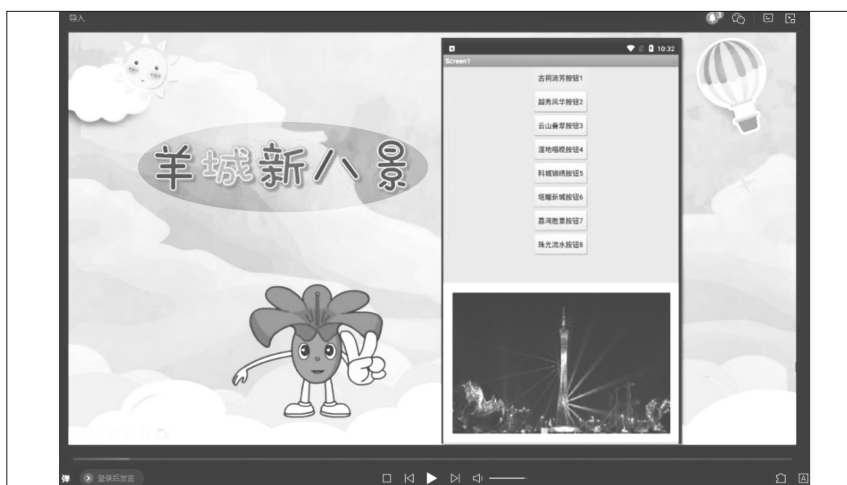 导入
3
10:32
Screen1
古祠流芳按钮1
越秀风华按钮2
云山叠翠按钮3
湿地唱晚按钮4
科城锦绣按钮5
塔耀新城按钮6
荔湾胜景按钮7
珠光流水按钮8
羊城新八景
弹
登录后发言